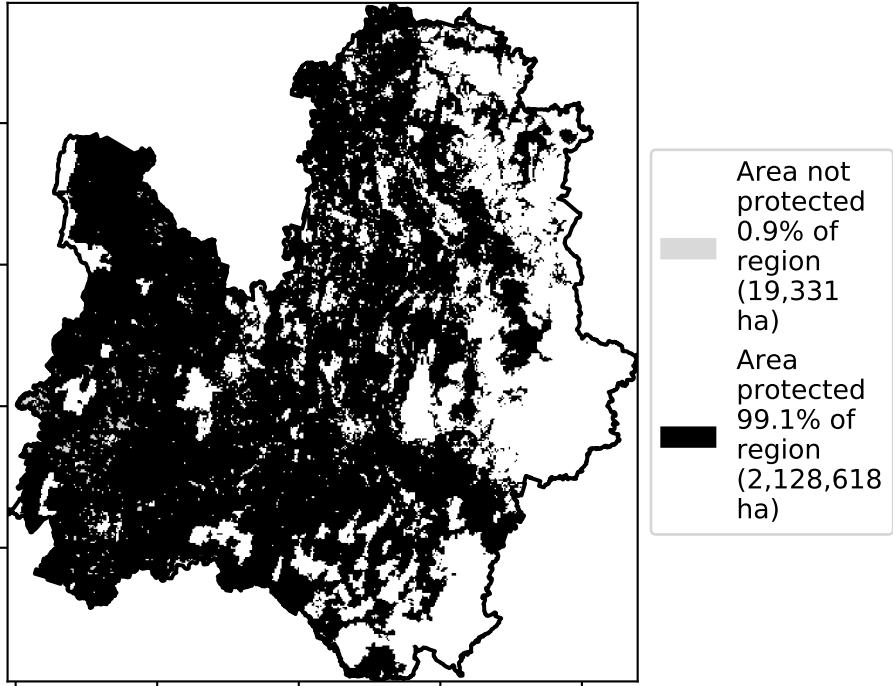 Area not
protected
0.9% of
region
(19,331
ha)
Area
protected
99.1% of
region
(2,128,618
ha)